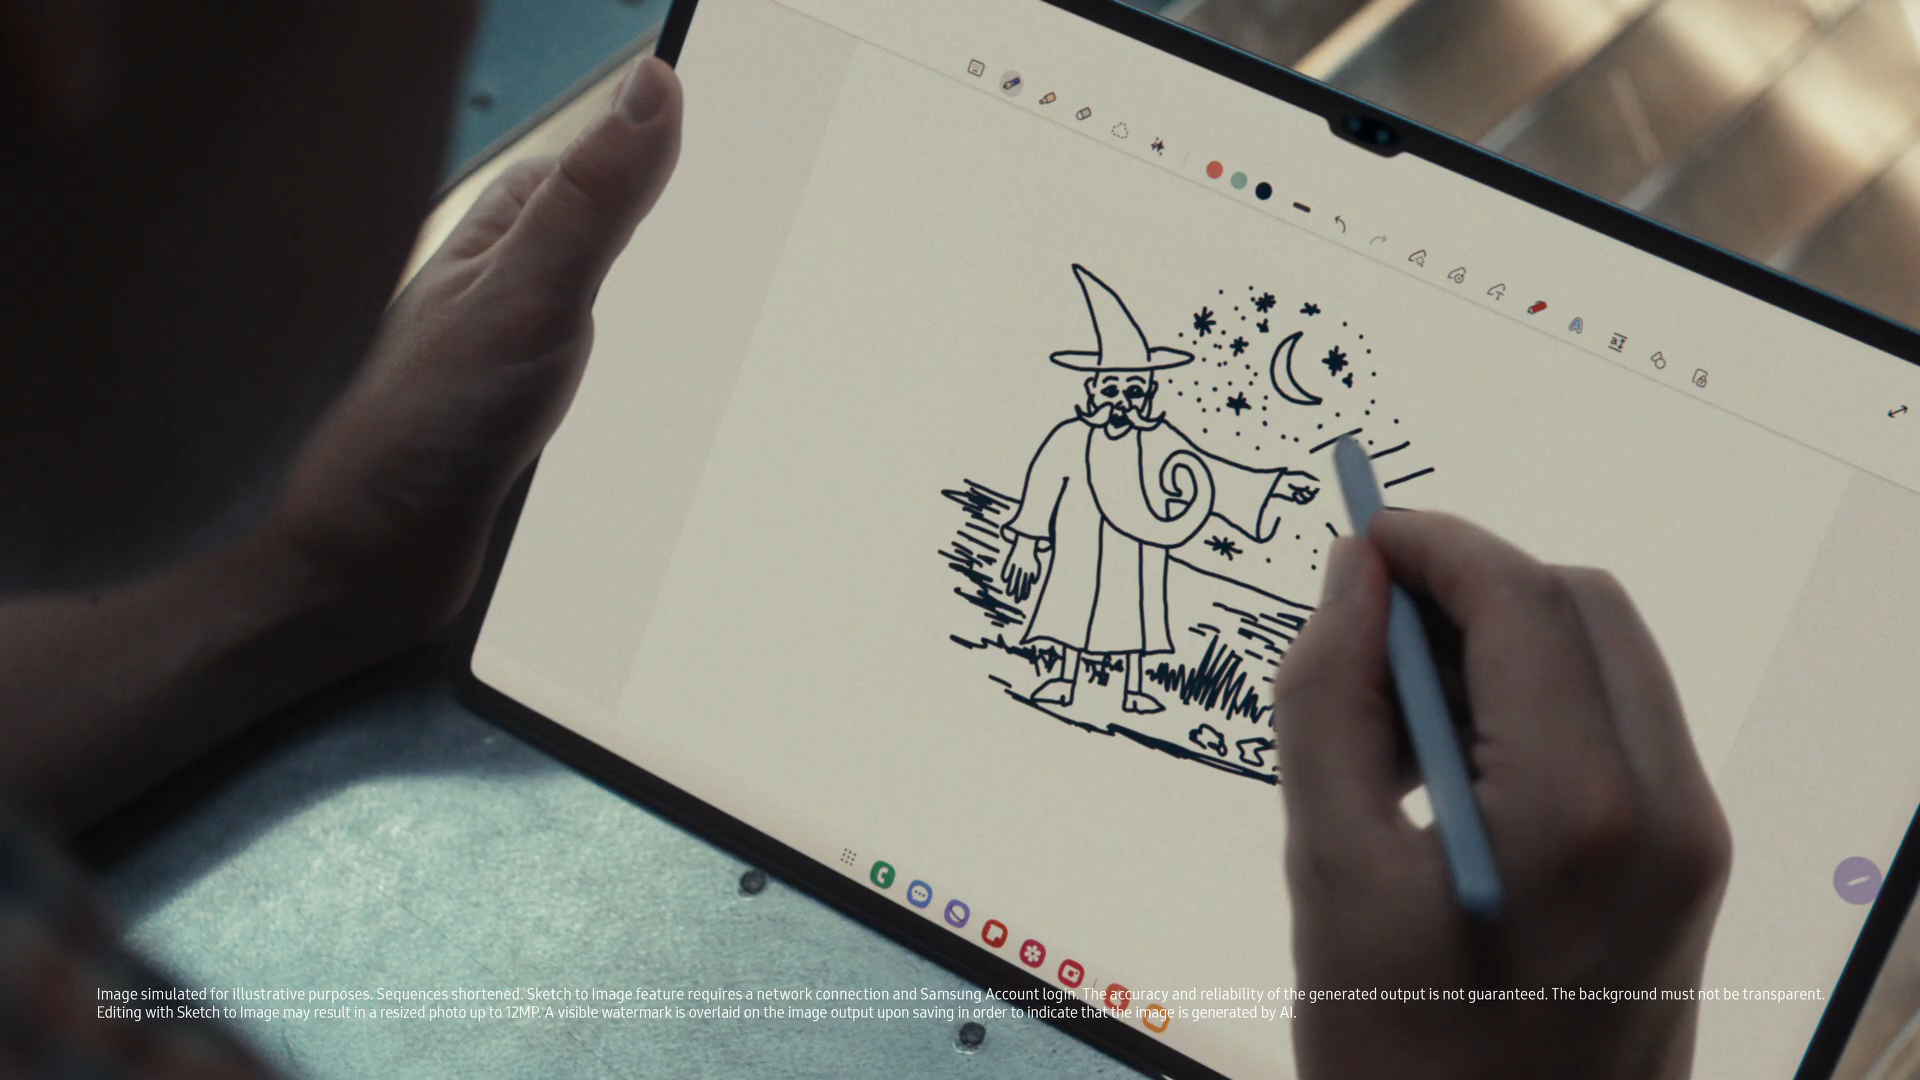 Image simulated for illustrative purposes. Sequences shortened. Sketch to Image feature requires a network connection and Samsung Account login. The accuracy and reliability of the generated output is not guaranteed. The background must not be transparent.
Editing with Sketch to Image may result in a resized photo up to 12MP. A visible watermark is overlaid on the image output upon saving in order to indicate that the image is generated by AI.